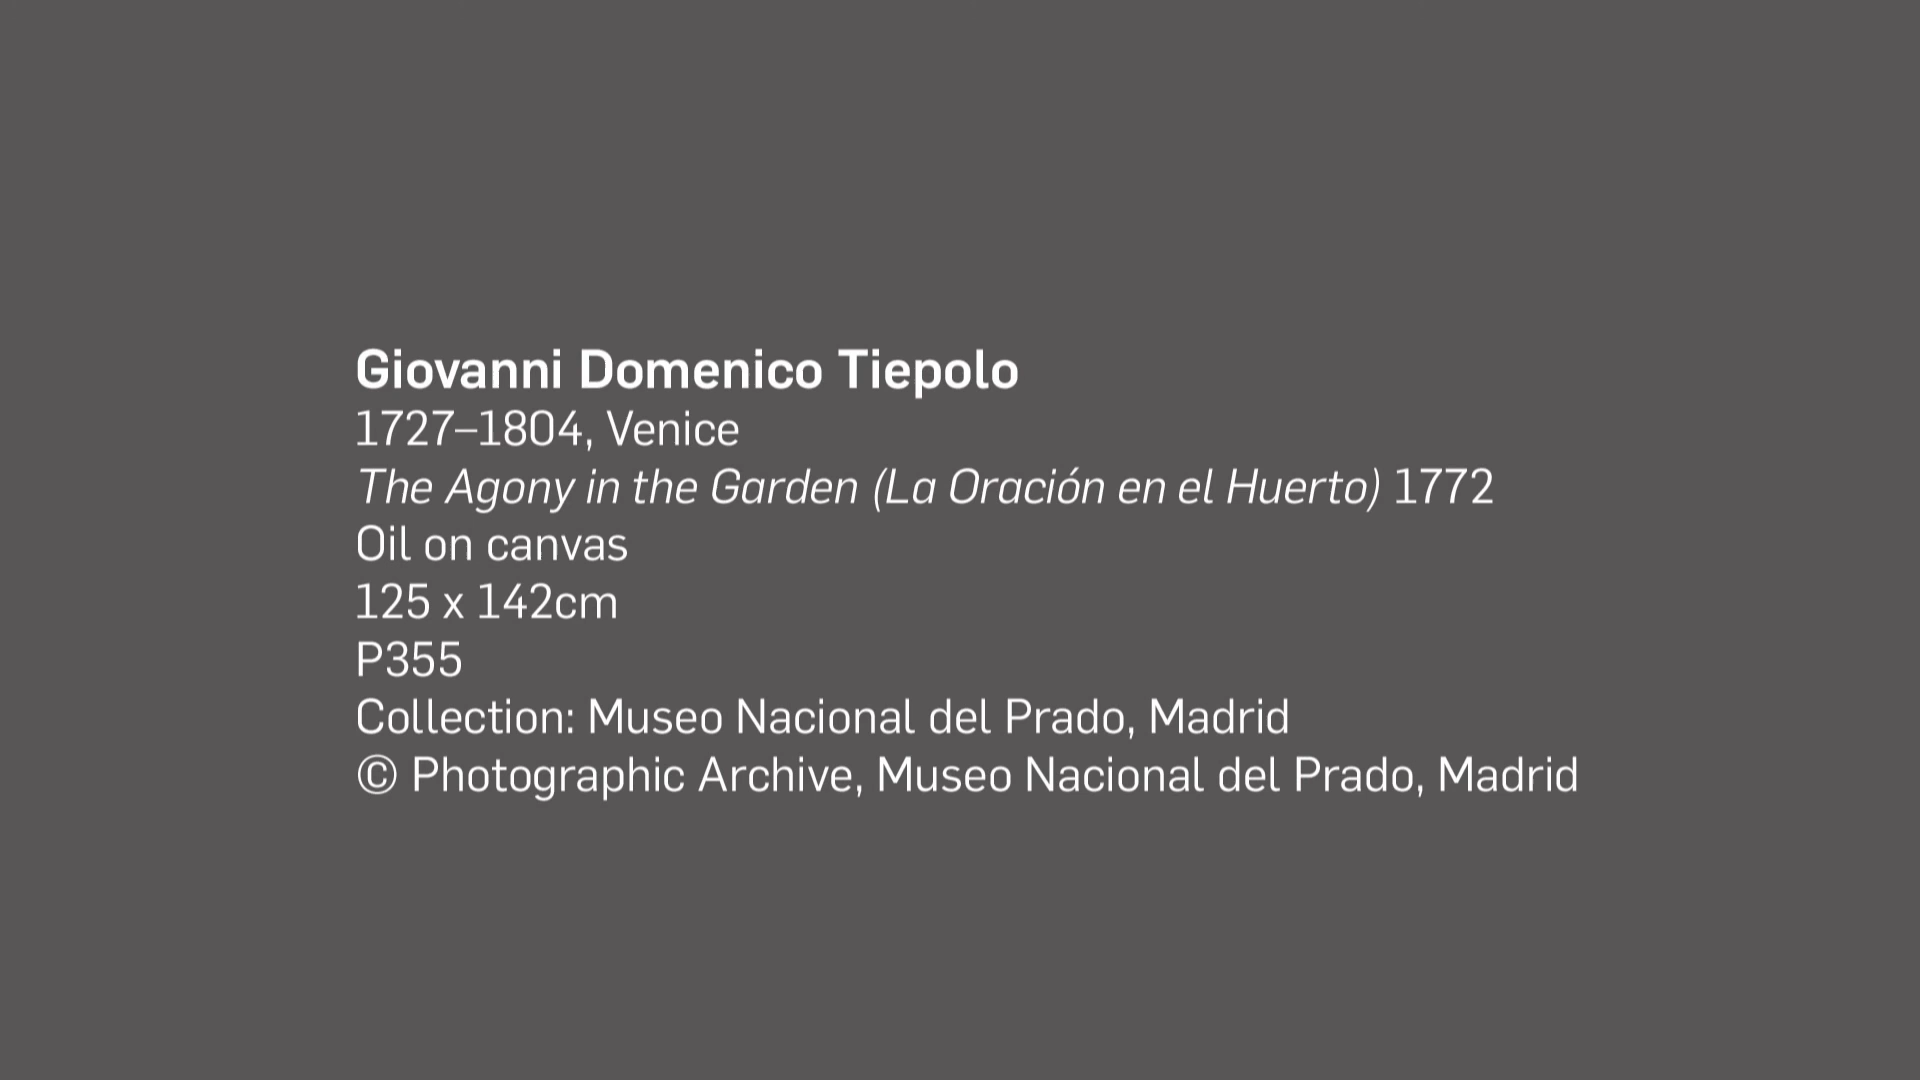 Giovanni Domenico Tiepolo
1727–1804, Venice
The Agony in the Garden (La Oración en el Huerto) 1772
Oil on canvas
125 x 142cm
P355
Collection: Museo Nacional del Prado, Madrid
© Photographic Archive, Museo Nacional del Prado, Madrid